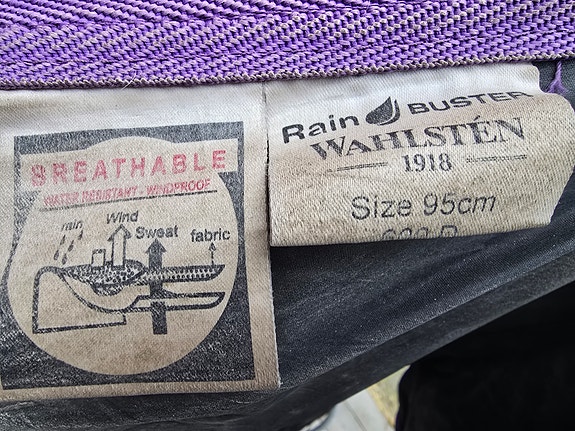 BREATHABLE
WATER RESISTANT - WINDPROOF
rain
Wind
Sweat
fabric
Rain BUSTER
WAHLSTÉN
1918
Size 95cm